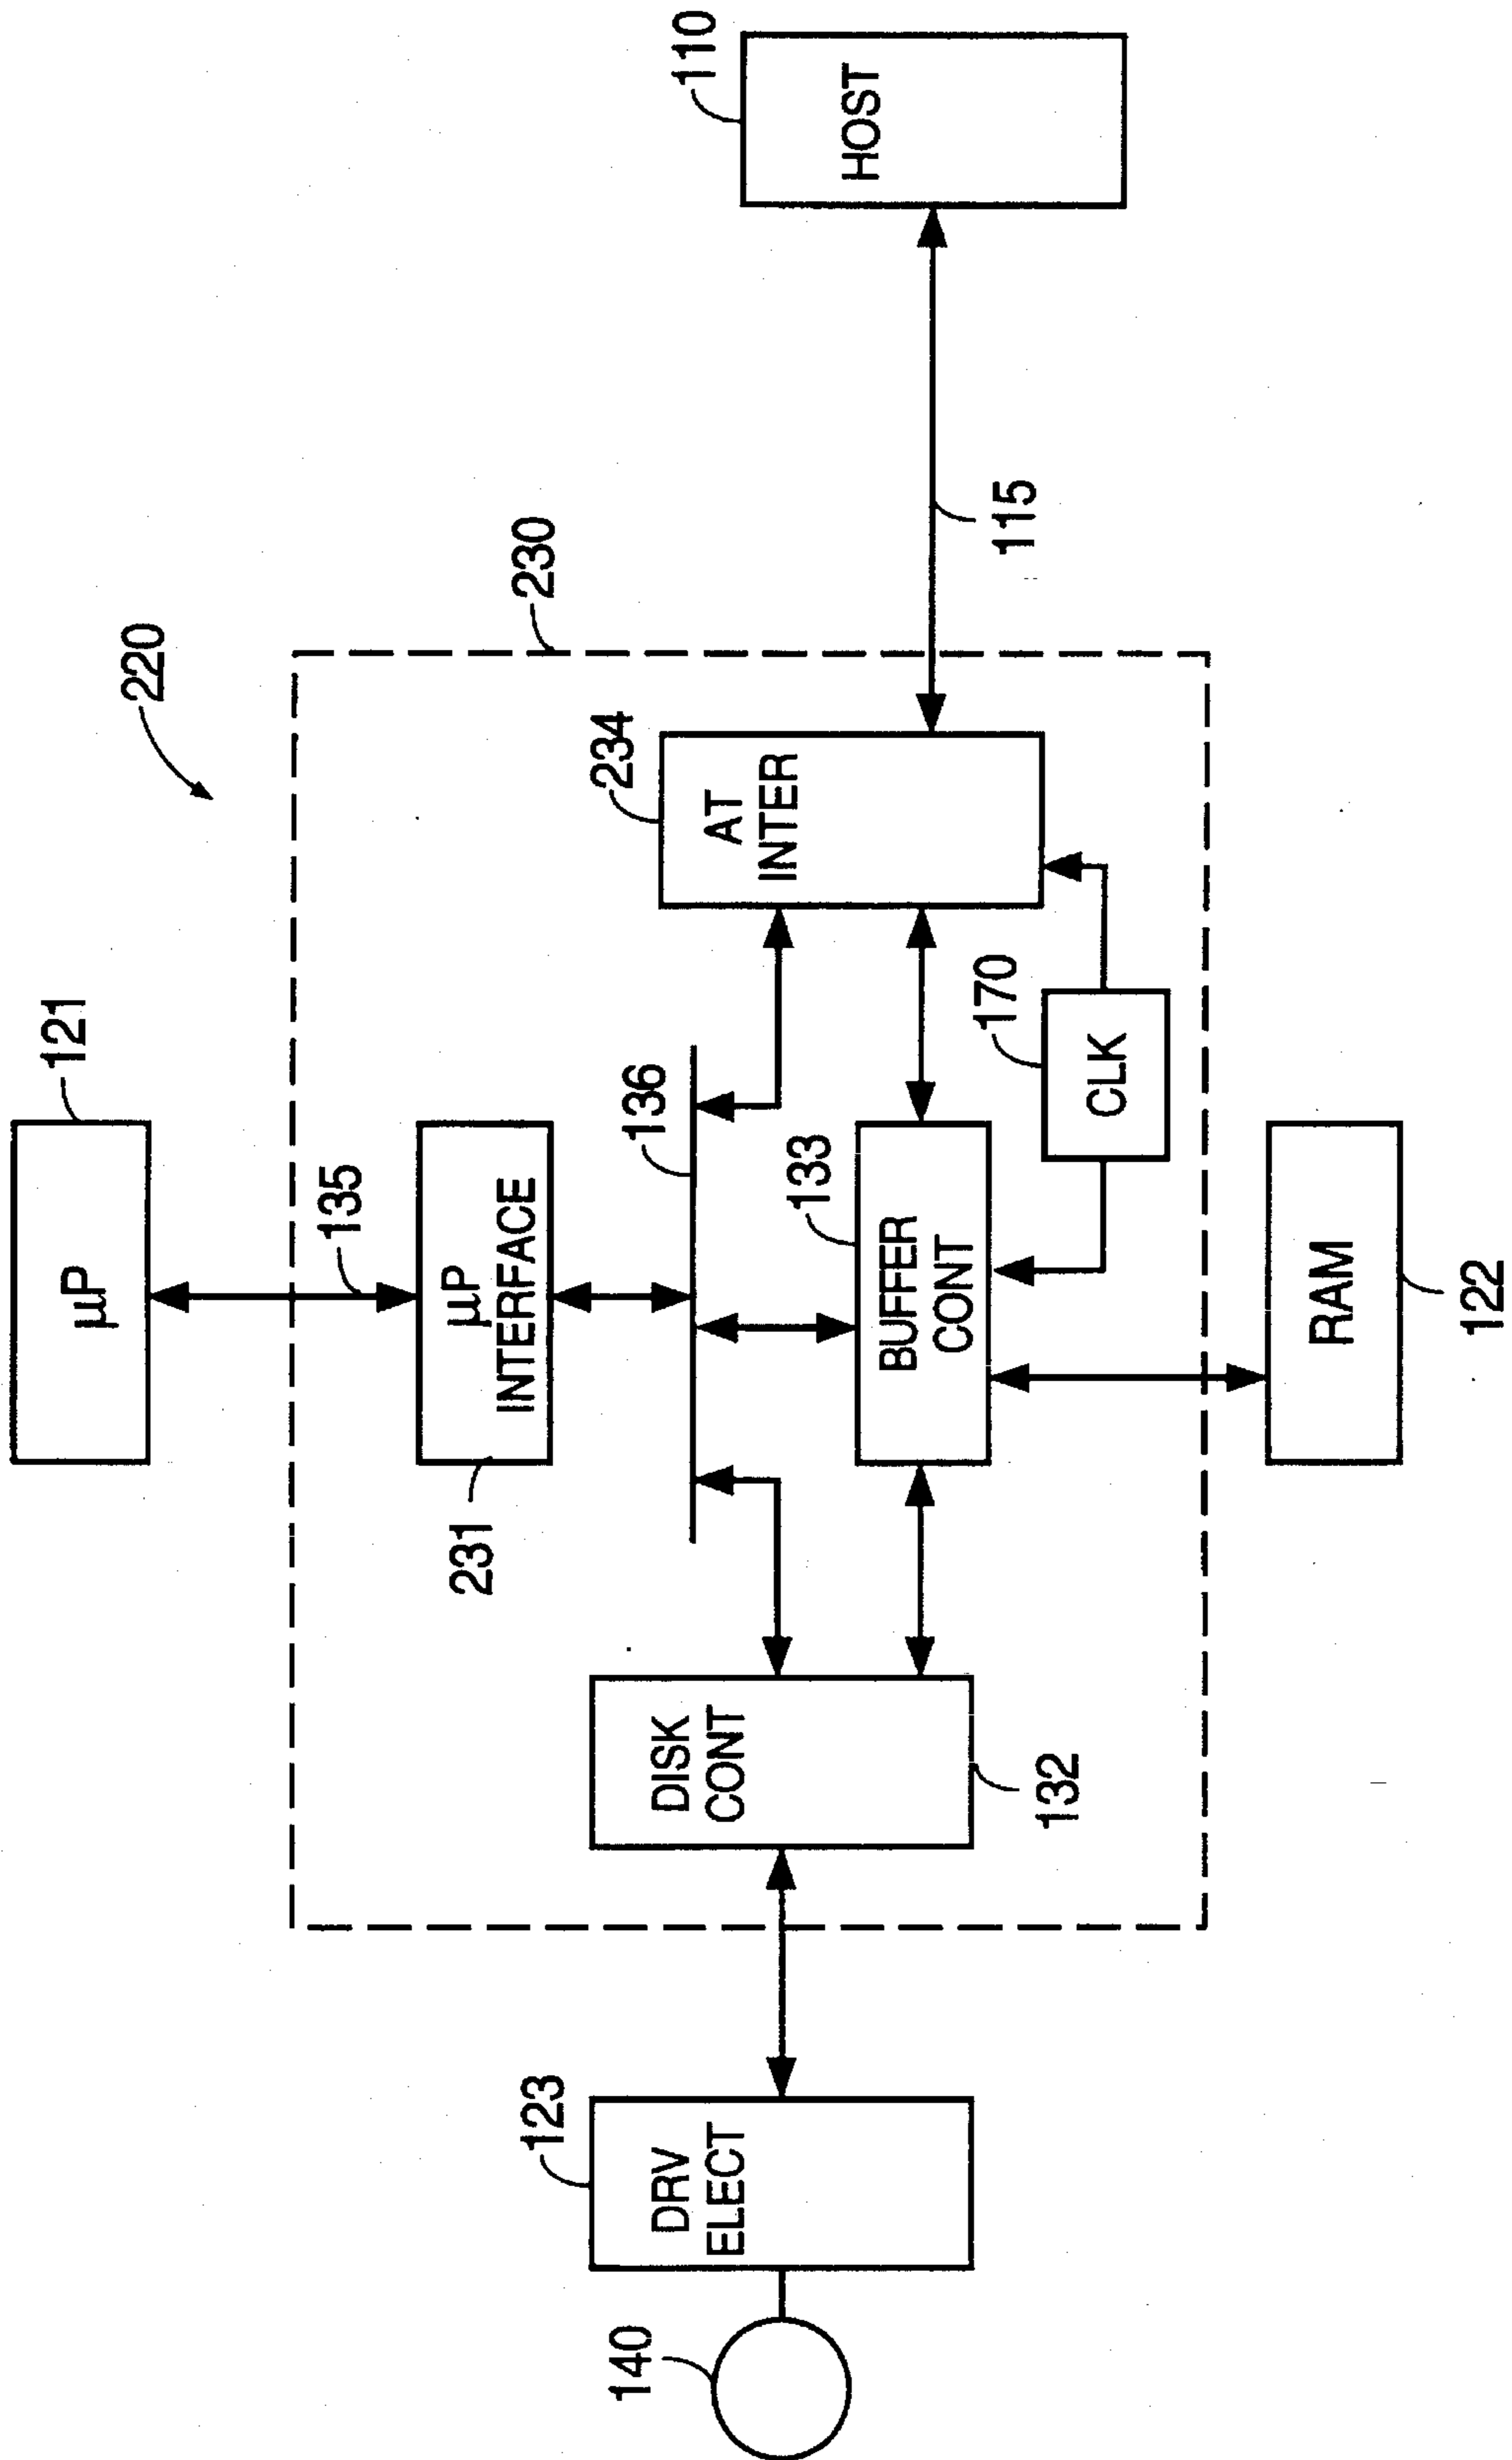 220
121
µP
135
230
µP
INTERFACE
231
136
140
123
DRV
ELECT
DISK
CONT
132
133
BUFFER
CONT
234
AT
INTER
170
CLK
115
110
HOST
RAM
122